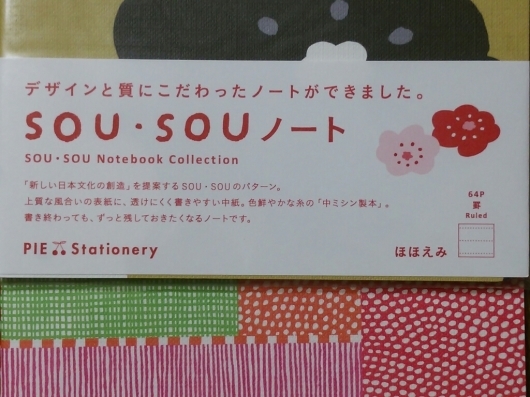 デザインと質にこだわったノートができました。
SOU・SOUノート
SOU・SOU Notebook Collection
「新しい日本文化の創造」を提案するSOU・SOUのパターン。
上質な風合いの表紙に、透けにくく書きやすい中紙。色鮮やかな糸の「中ミシン製本」。
書き終わっても、ずっと残しておきたくなるノートです。
PIE Stationery
ほほえみ
64P
罫
Ruled